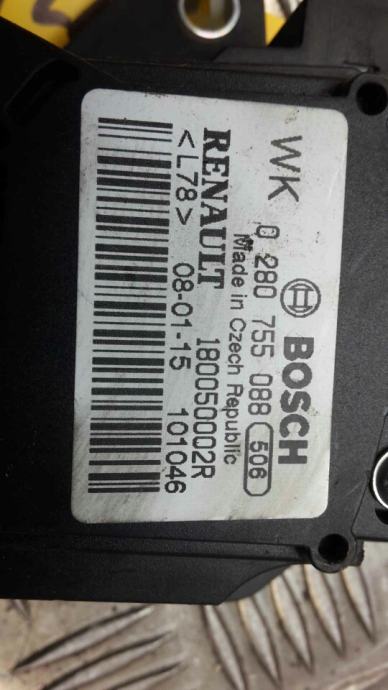 BOSCH
WK 0 280 755 088 506
Made in Czech Republic
RENAULT 180050002R
<L78> 08-01-15 101046